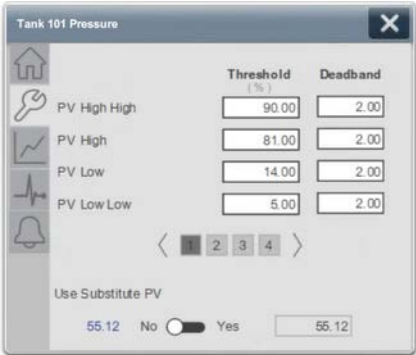 Tank 101 Pressure
Threshold Deadband
(%)
PV High High 90.00 2.00
PV High 81.00 2.00
PV Low 14.00 2.00
PV Low Low 5.00 2.00
1 2 3 4
Use Substitute PV
55.12 No Yes 55.12